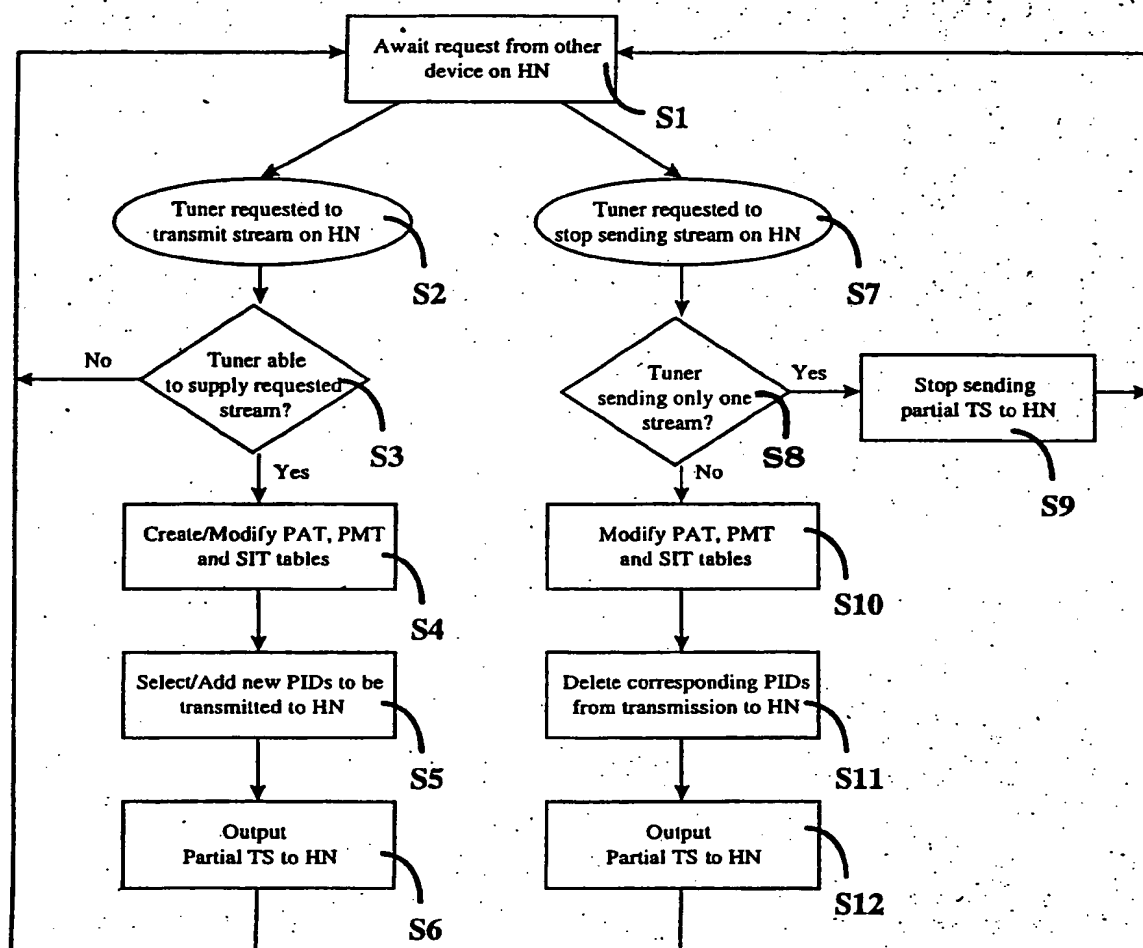 Await request from other
device on HN
S1
Tuner requested to
transmit stream on HN
S2
Tuner requested to
stop sending stream on HN
S7
No
Tuner able
to supply requested
stream?
S3
Yes
Tuner
sending only one
stream?
S8
Yes
No
Stop sending
partial TS to HN
S9
Create/Modify PAT, PMT
and SIT tables
S4
Modify PAT, PMT
and SIT tables
S10
Select/Add new PIDs to be
transmitted to HN
S5
Delete corresponding PIDs
from transmission to HN
S11
Output
Partial TS to HN
S6
Output
Partial TS to HN
S12